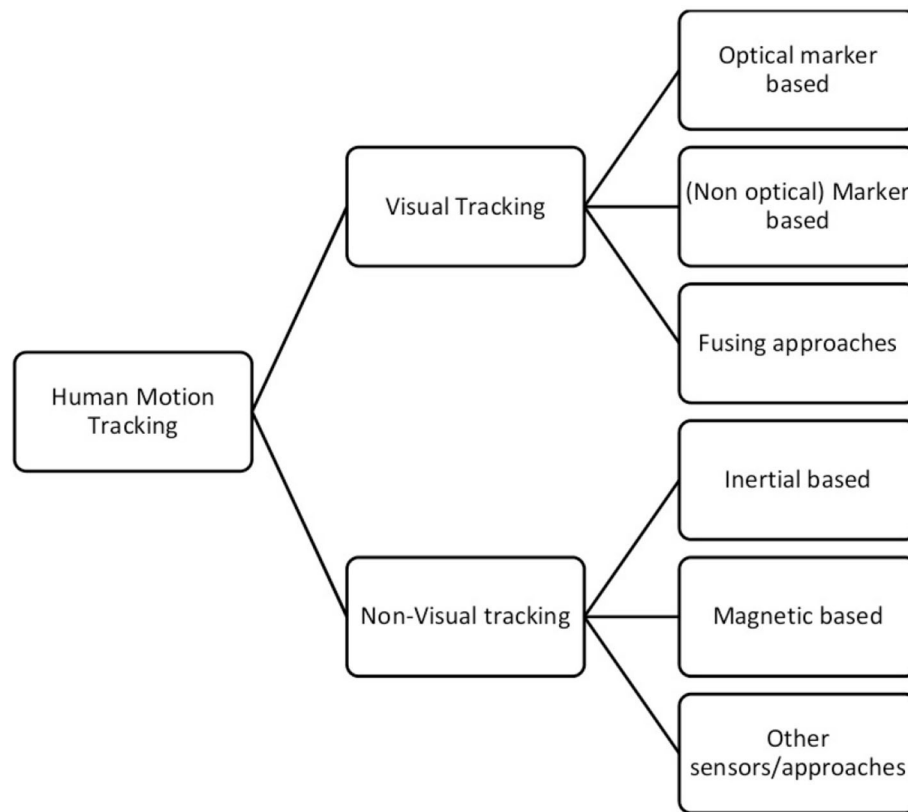 Optical marker
based
Visual Tracking
(Non optical) Marker
based
Fusing approaches
Human Motion
Tracking
Inertial based
Non-Visual tracking
Magnetic based
Other
sensors/approaches